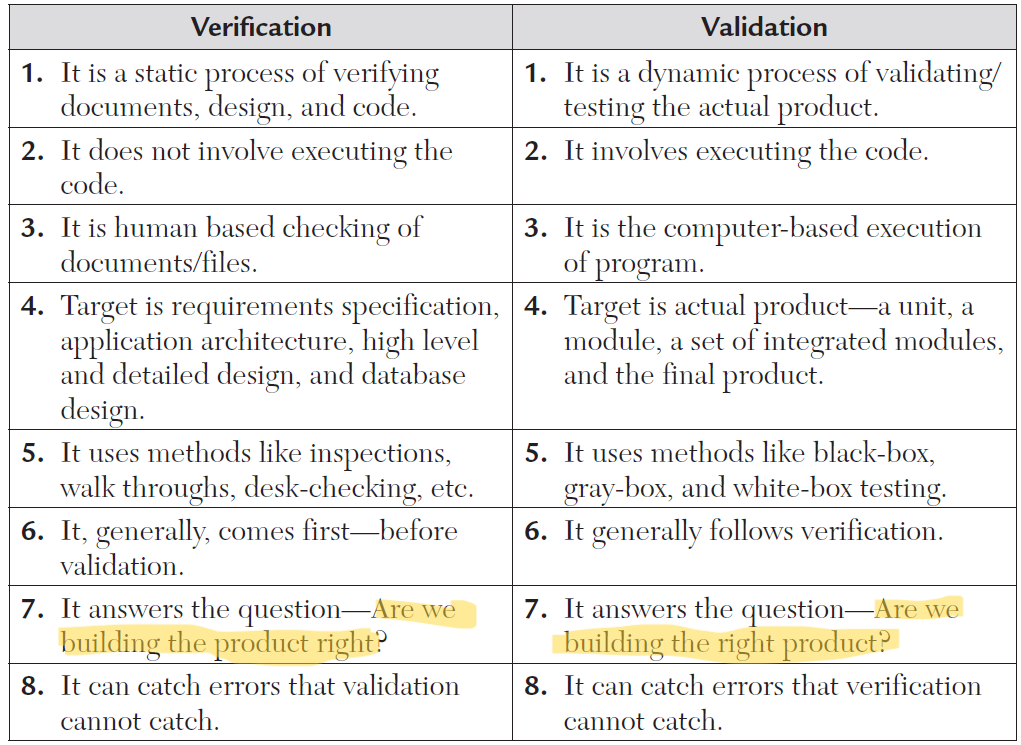 Verification
Validation
1. It is a static process of verifying
documents, design, and code.
1. It is a dynamic process of validating/
testing the actual product.
2. It does not involve executing the
code.
2. It involves executing the code.
3. It is human based checking of
documents/files.
3. It is the computer-based execution
of program.
4. Target is requirements specification,
application architecture, high level
and detailed design, and database
design.
4. Target is actual product—a unit, a
module, a set of integrated modules,
and the final product.
5. It uses methods like inspections,
walk throughs, desk-checking, etc.
5. It uses methods like black-box,
gray-box, and white-box testing.
6. It, generally, comes first—before
validation.
6. It generally follows verification.
7. It answers the question—Are we
building the product right?
7. It answers the question—Are we
building the right product?
8. It can catch errors that validation
cannot catch.
8. It can catch errors that verification
cannot catch.